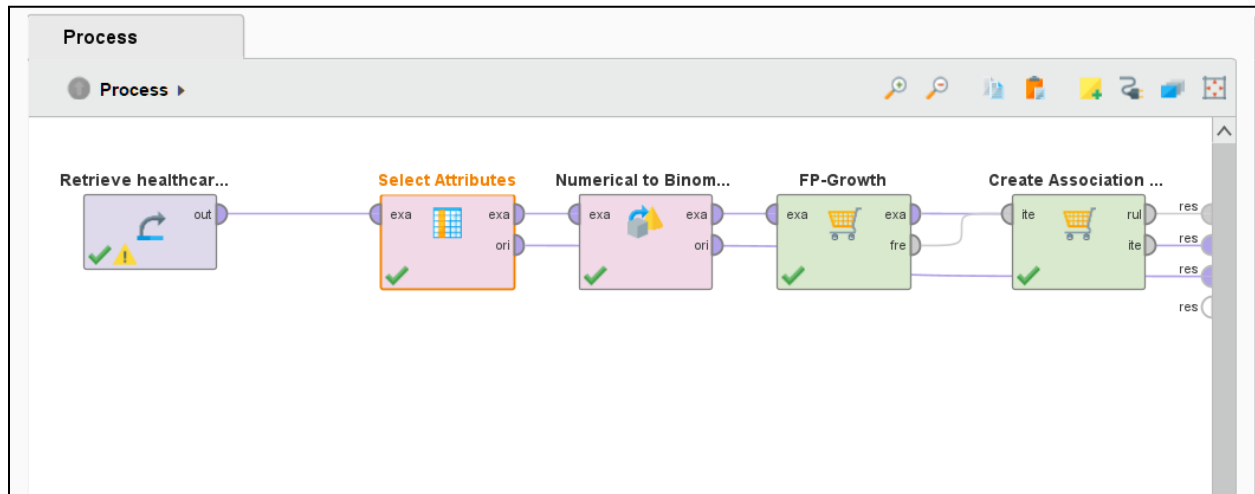 Process
Process
Retrieve healthcar...
Select Attributes
Numerical to Binom...
FP-Growth
Create Association ...
out
exa
exa
ori
exa
exa
ori
exa
exa
fre
ite
rul
ite
res
res
res
res